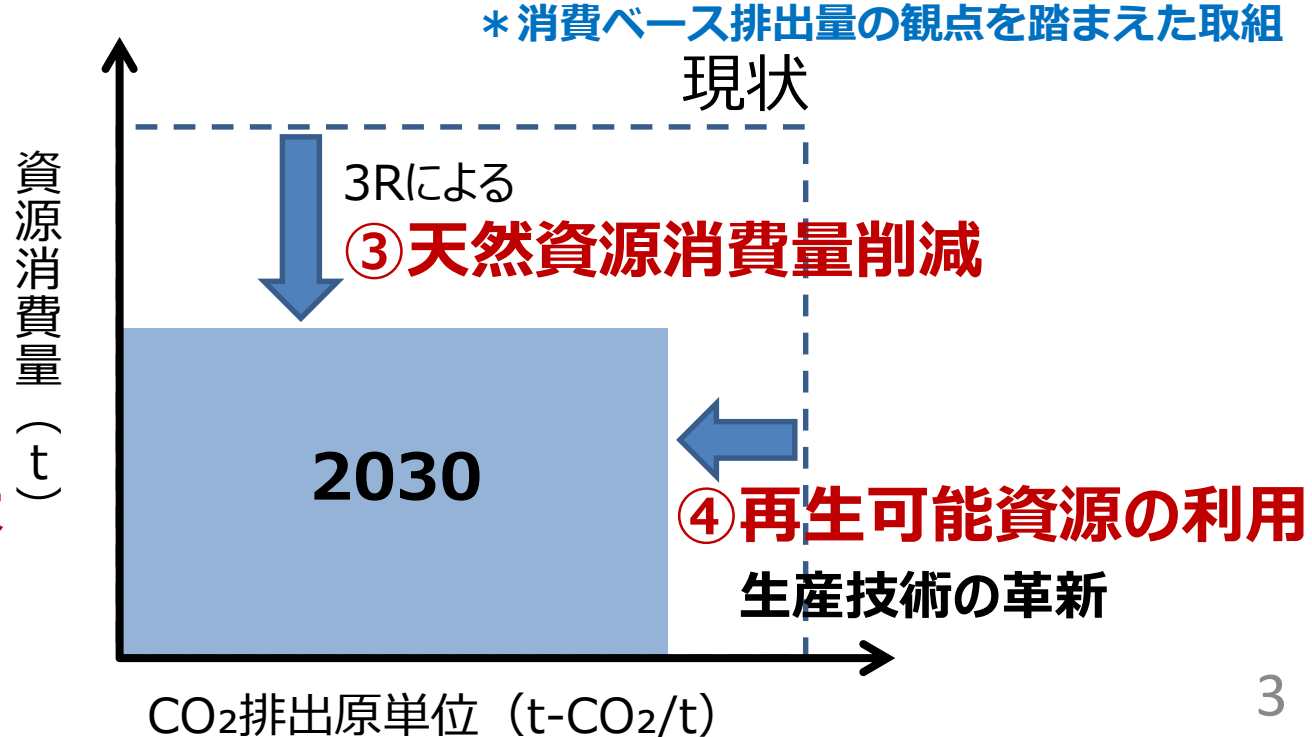 ＊消費ベース排出量の観点を踏まえた取組
現状
資源消費量（t）
3Rによる
③天然資源消費量削減
2030
④再生可能資源の利用
生産技術の革新
CO₂排出原単位（t-CO₂/t）
3